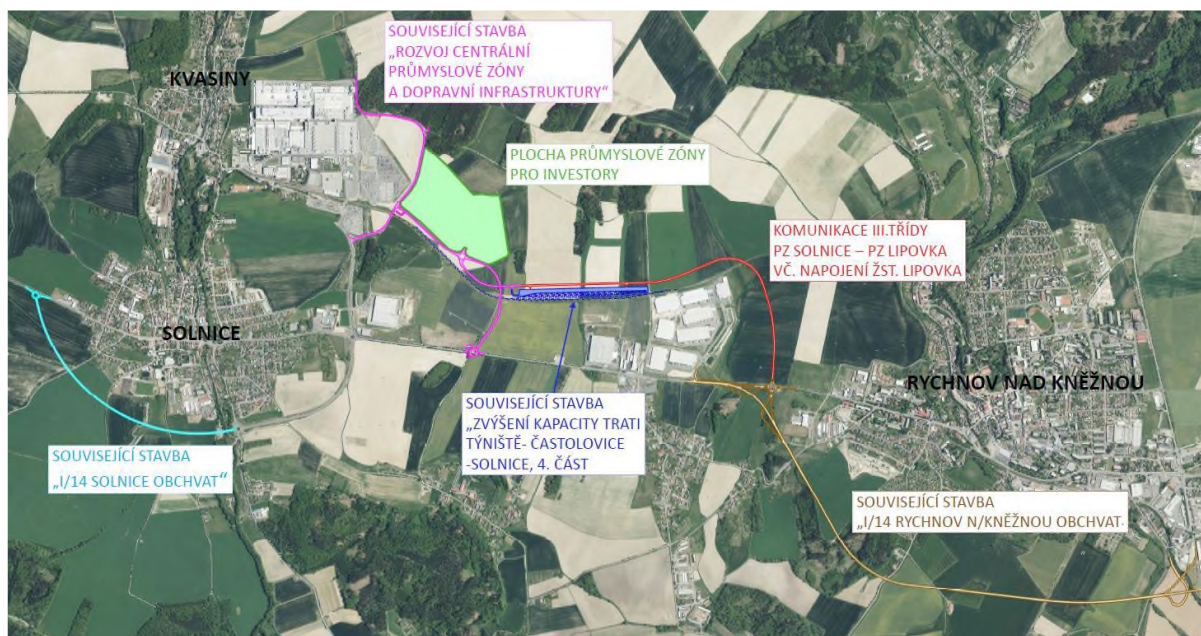 SOUVISEJÍCÍ STAVBA
„ROZVOJ CENTRÁLNÍ
PRŮMYSLOVÉ ZÓNY
A DOPRAVNÍ INFRASTRUKTURY“
KVASINY
PLOCHA PRŮMYSLOVÉ ZÓNY
PRO INVESTORY
KOMUNIKACE III.TŘÍDY
PZ SOLNICE – PZ LIPOVKA
VČ. NAPOJENÍ ŽST. LIPOVKA
SOLNICE
RYCHNOV NAD KNĚŽNOU
SOUVISEJÍCÍ STAVBA
„ZVÝŠENÍ KAPACITY TRATI
TÝNIŠTĚ- ČASTOLOVICE
-SOLNICE, 4. ČÁST
SOUVISEJÍCÍ STAVBA
„I/14 SOLNICE OBCHVAT“
SOUVISEJÍCÍ STAVBA
„I/14 RYCHNOV N/KNĚŽNOU OBCHVAT